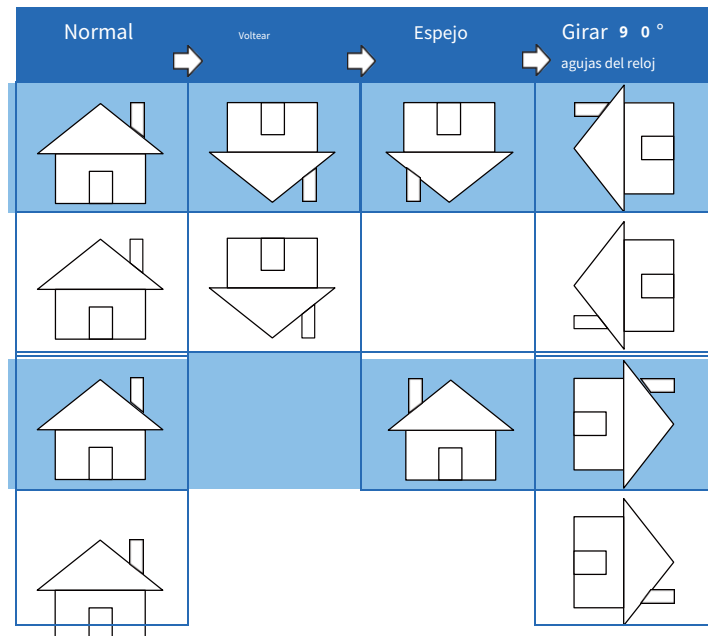 Normal
Voltear
Espejo
Girar 9 0 °
agujas del reloj